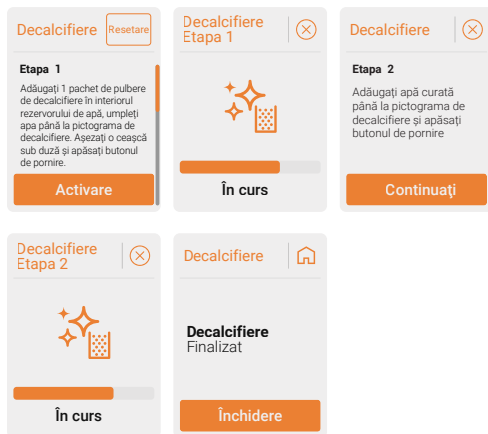 Decalcifiere
Resetare
Etapa 1
Adăugați 1 pachet de pulbere
de decalcifiere în interiorul
rezervorului de apă, umpleți
apa până la pictograma de
decalcifiere. Așezați o ceașcă
sub duză și apăsați butonul
de pornire.
Activare
Decalcifiere
Etapa 1
În curs
Decalcifiere
Etapa 2
Adăugați apă curată
până la pictograma de
decalcifiere și apăsați
butonul de pornire
Continuați
Decalcifiere
Etapa 2
În curs
Decalcifiere
Decalcifiere
Finalizat
Închidere